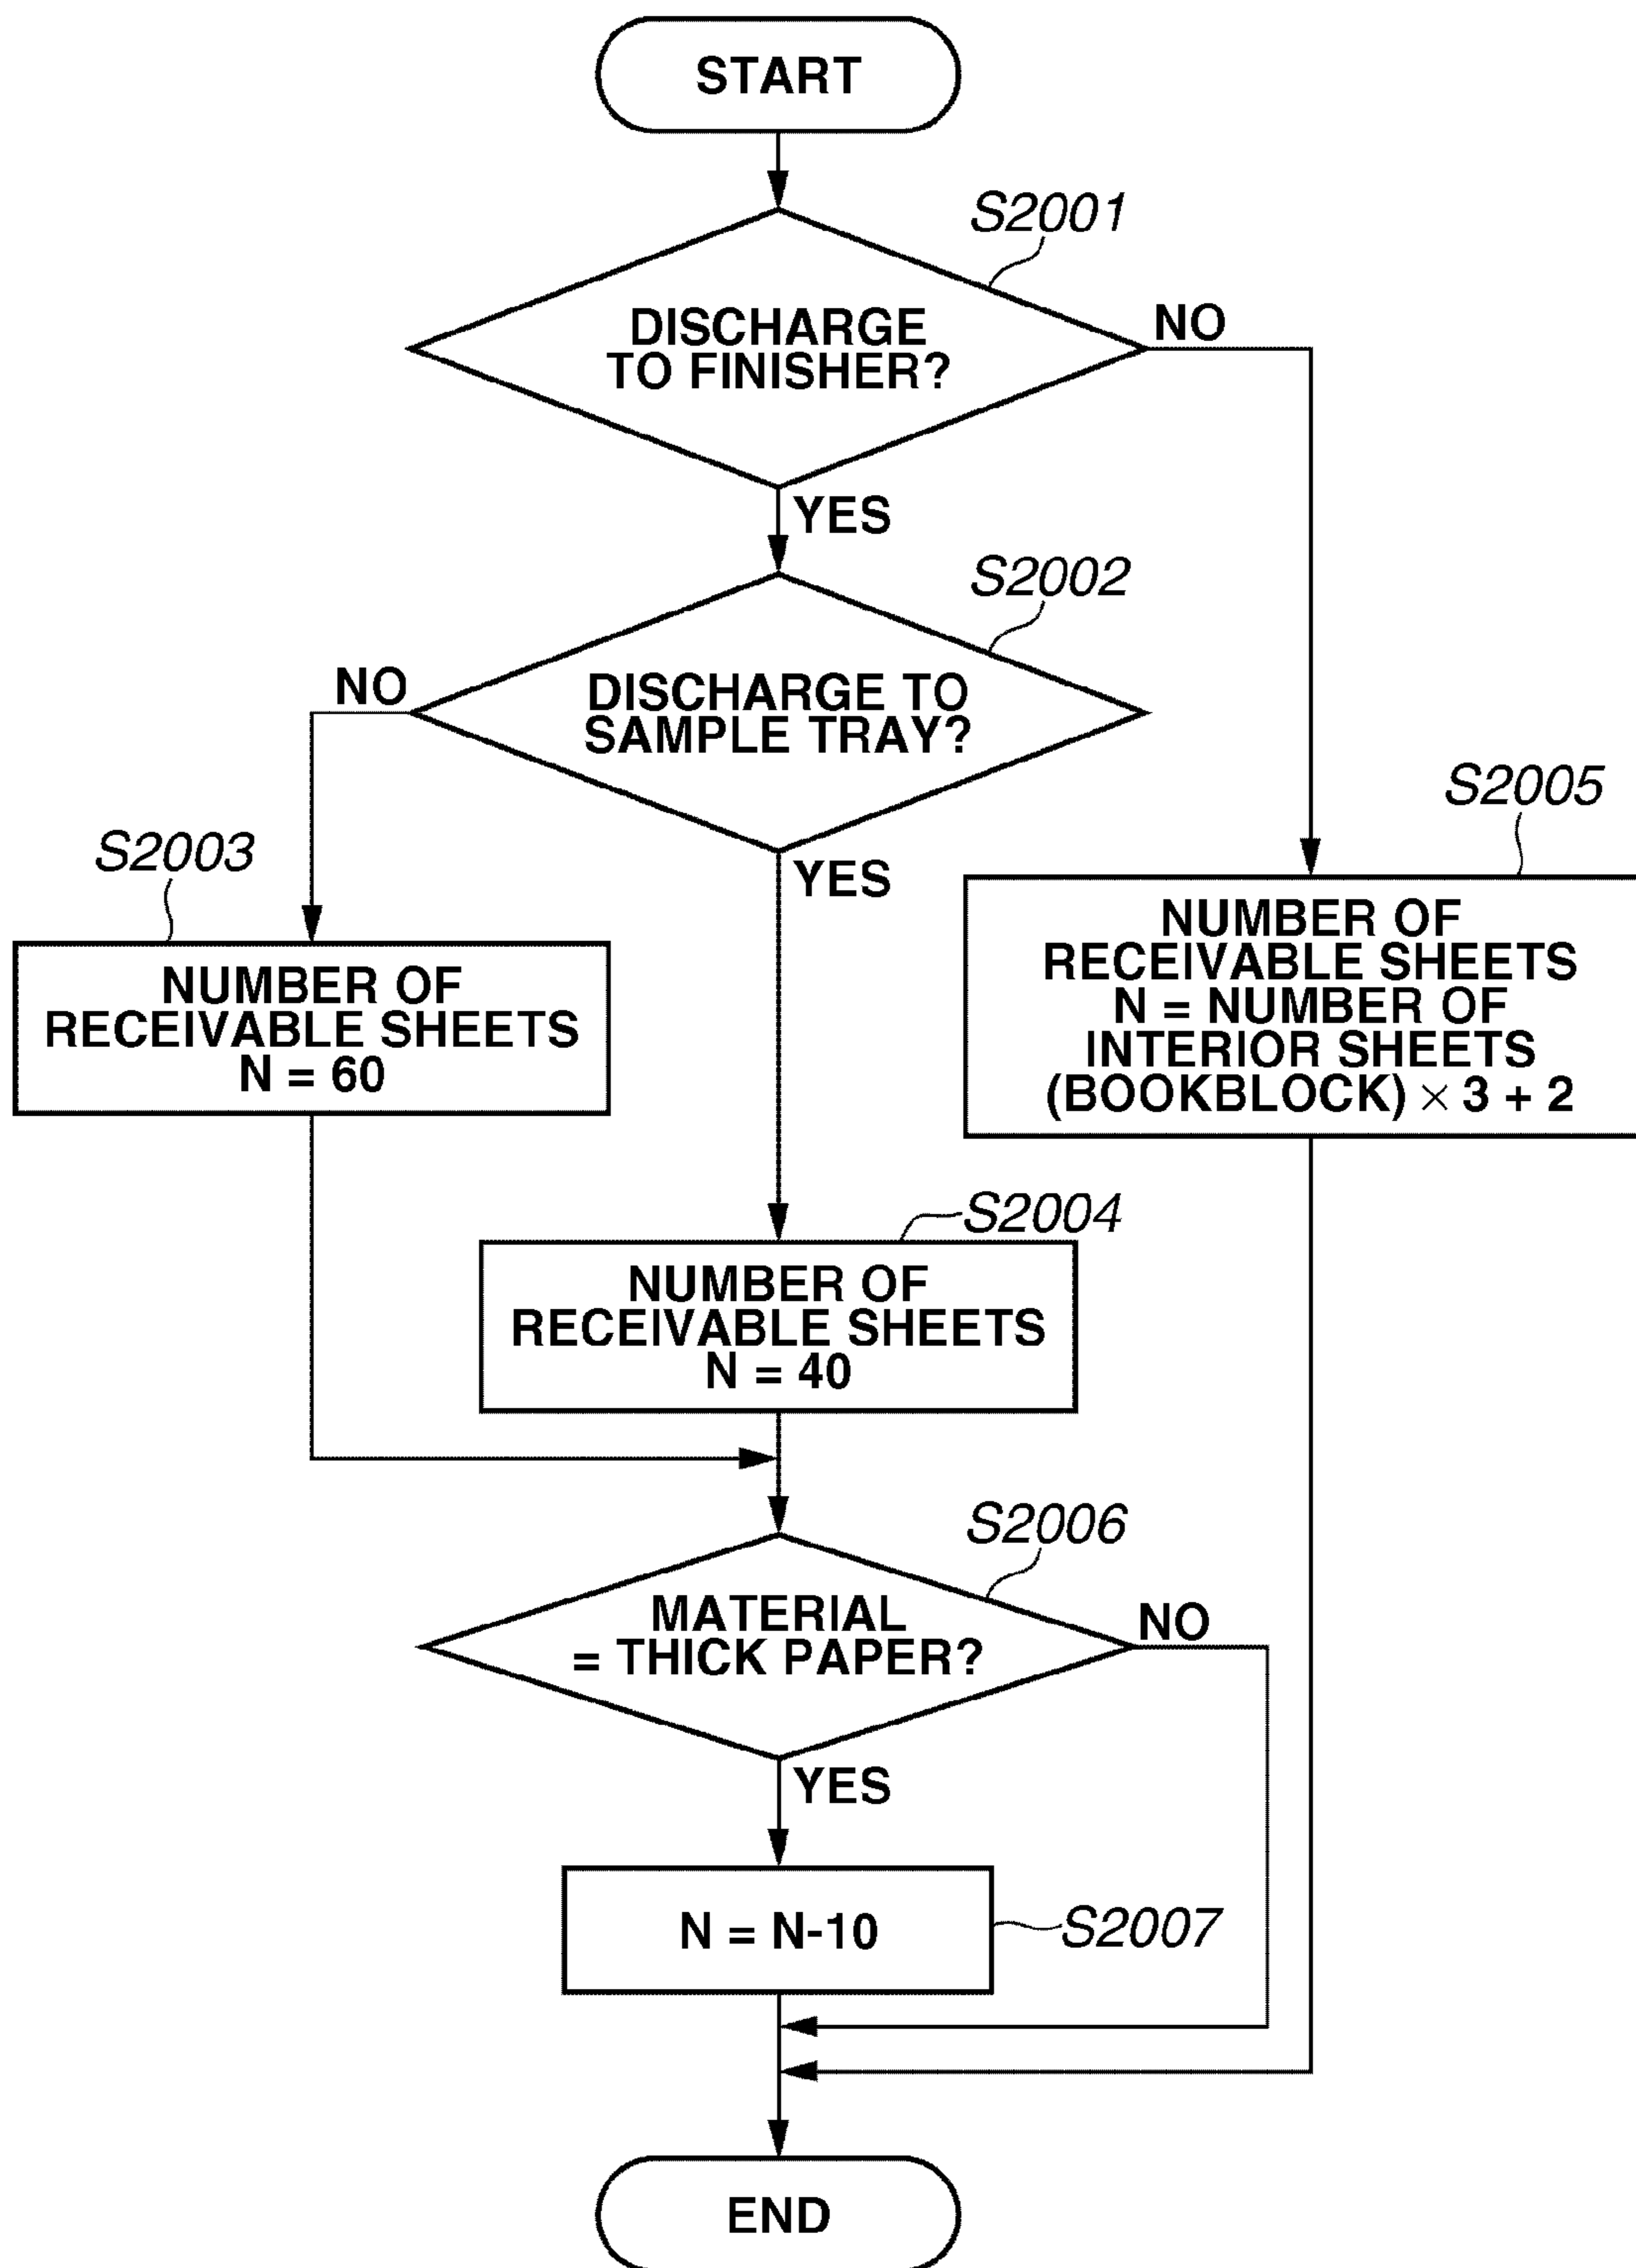 START
S2001
DISCHARGE
TO FINISHER?
NO
YES
S2002
NO
DISCHARGE TO
SAMPLE TRAY?
YES
S2005
S2003
NUMBER OF
RECEIVABLE SHEETS
N = NUMBER OF
INTERIOR SHEETS
(BOOKBLOCK) × 3 + 2
NUMBER OF
RECEIVABLE SHEETS
N = 60
S2004
NUMBER OF
RECEIVABLE SHEETS
N = 40
S2006
MATERIAL
= THICK PAPER?
NO
YES
N = N-10
S2007
END